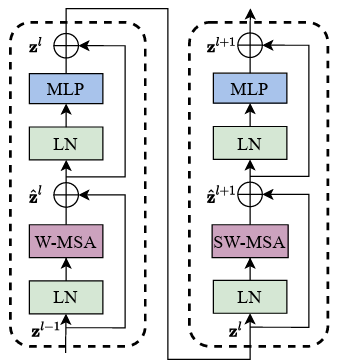 z^l
MLP
LN
ẑ^l
W-MSA
LN
z^{l-1}
z^{l+1}
MLP
LN
ẑ^{l+1}
SW-MSA
LN
z^l